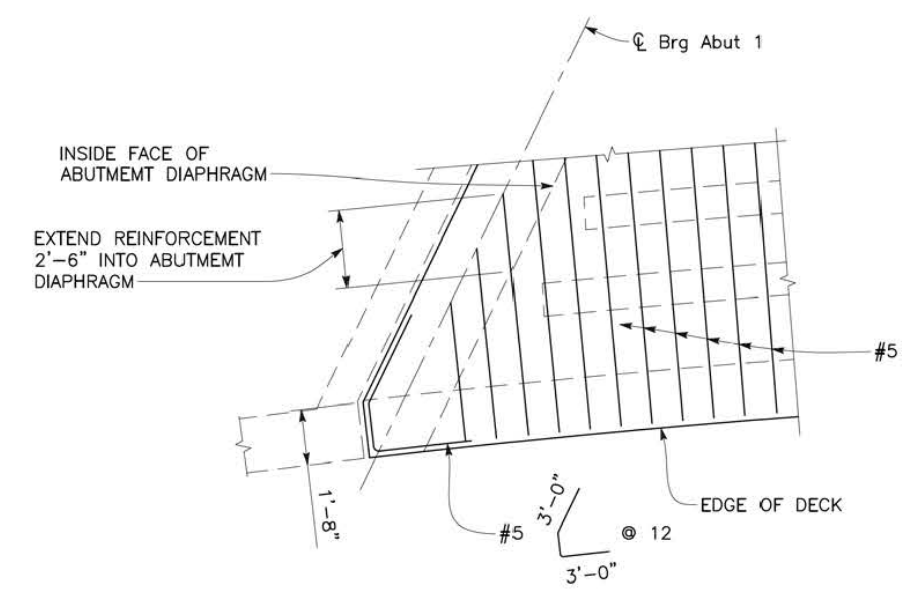 ℄ Brg Abut 1
INSIDE FACE OF
ABUTMEMT DIAPHRAGM
EXTEND REINFORCEMENT
2'-6" INTO ABUTMEMT
DIAPHRAGM
#5
EDGE OF DECK
1'-8"
#5
3'-0"
@ 12
3'-0"